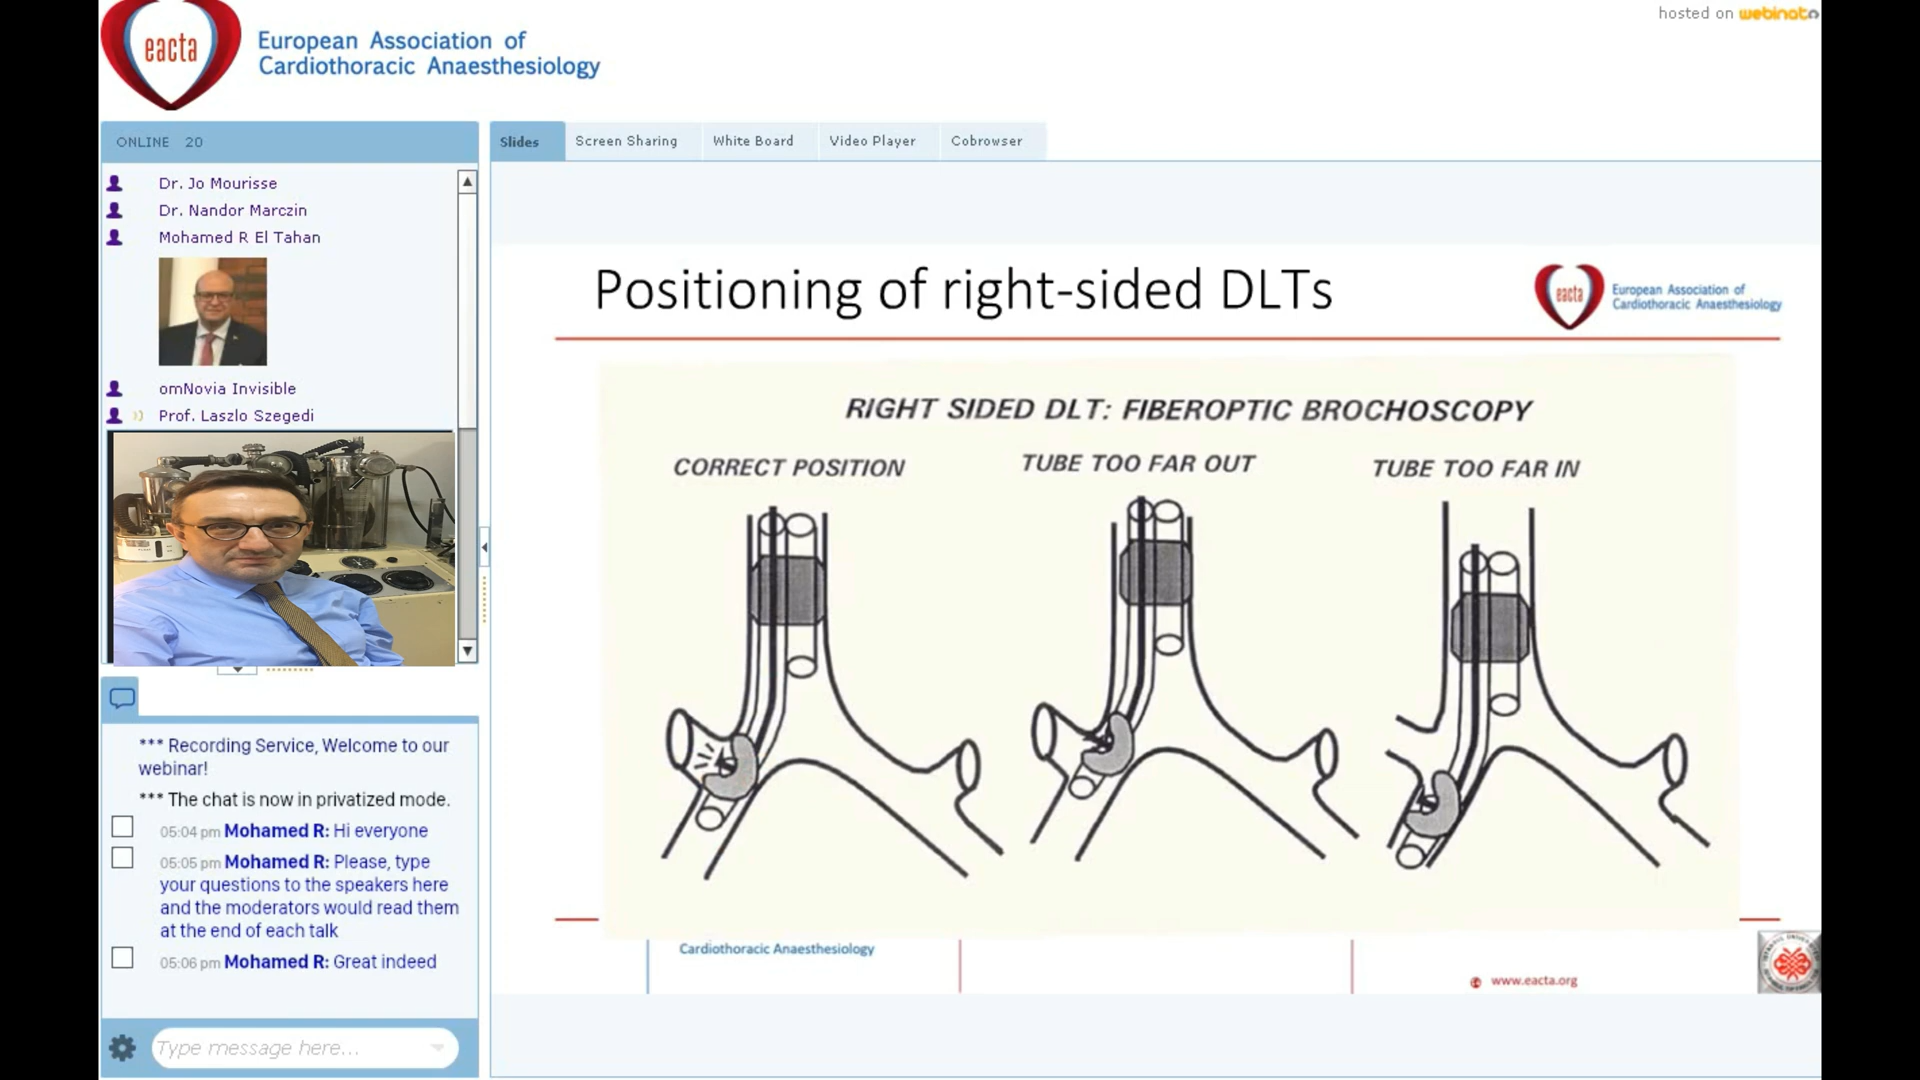 hosted on webinato
eacta
European Association of
Cardiothoracic Anaesthesiology
ONLINE 20
Dr. Jo Mourisse
Dr. Nandor Marczin
Mohamed R El Tahan
omNovia Invisible
Prof. Laszlo Szegedi
*** Recording Service, Welcome to our
webinar!
*** The chat is now in privatized mode.
05:04 pm Mohamed R: Hi everyone
05:05 pm Mohamed R: Please, type
your questions to the speakers here
and the moderators would read them
at the end of each talk
05:06 pm Mohamed R: Great indeed
Type message here...
Slides Screen Sharing White Board Video Player Cobrowser
Positioning of right-sided DLTs
eacta
European Association of
Cardiothoracic Anaesthesiology
RIGHT SIDED DLT: FIBEROPTIC BROCHOSCOPY
CORRECT POSITION
TUBE TOO FAR OUT
TUBE TOO FAR IN
Cardiothoracic Anaesthesiology
www.eacta.org